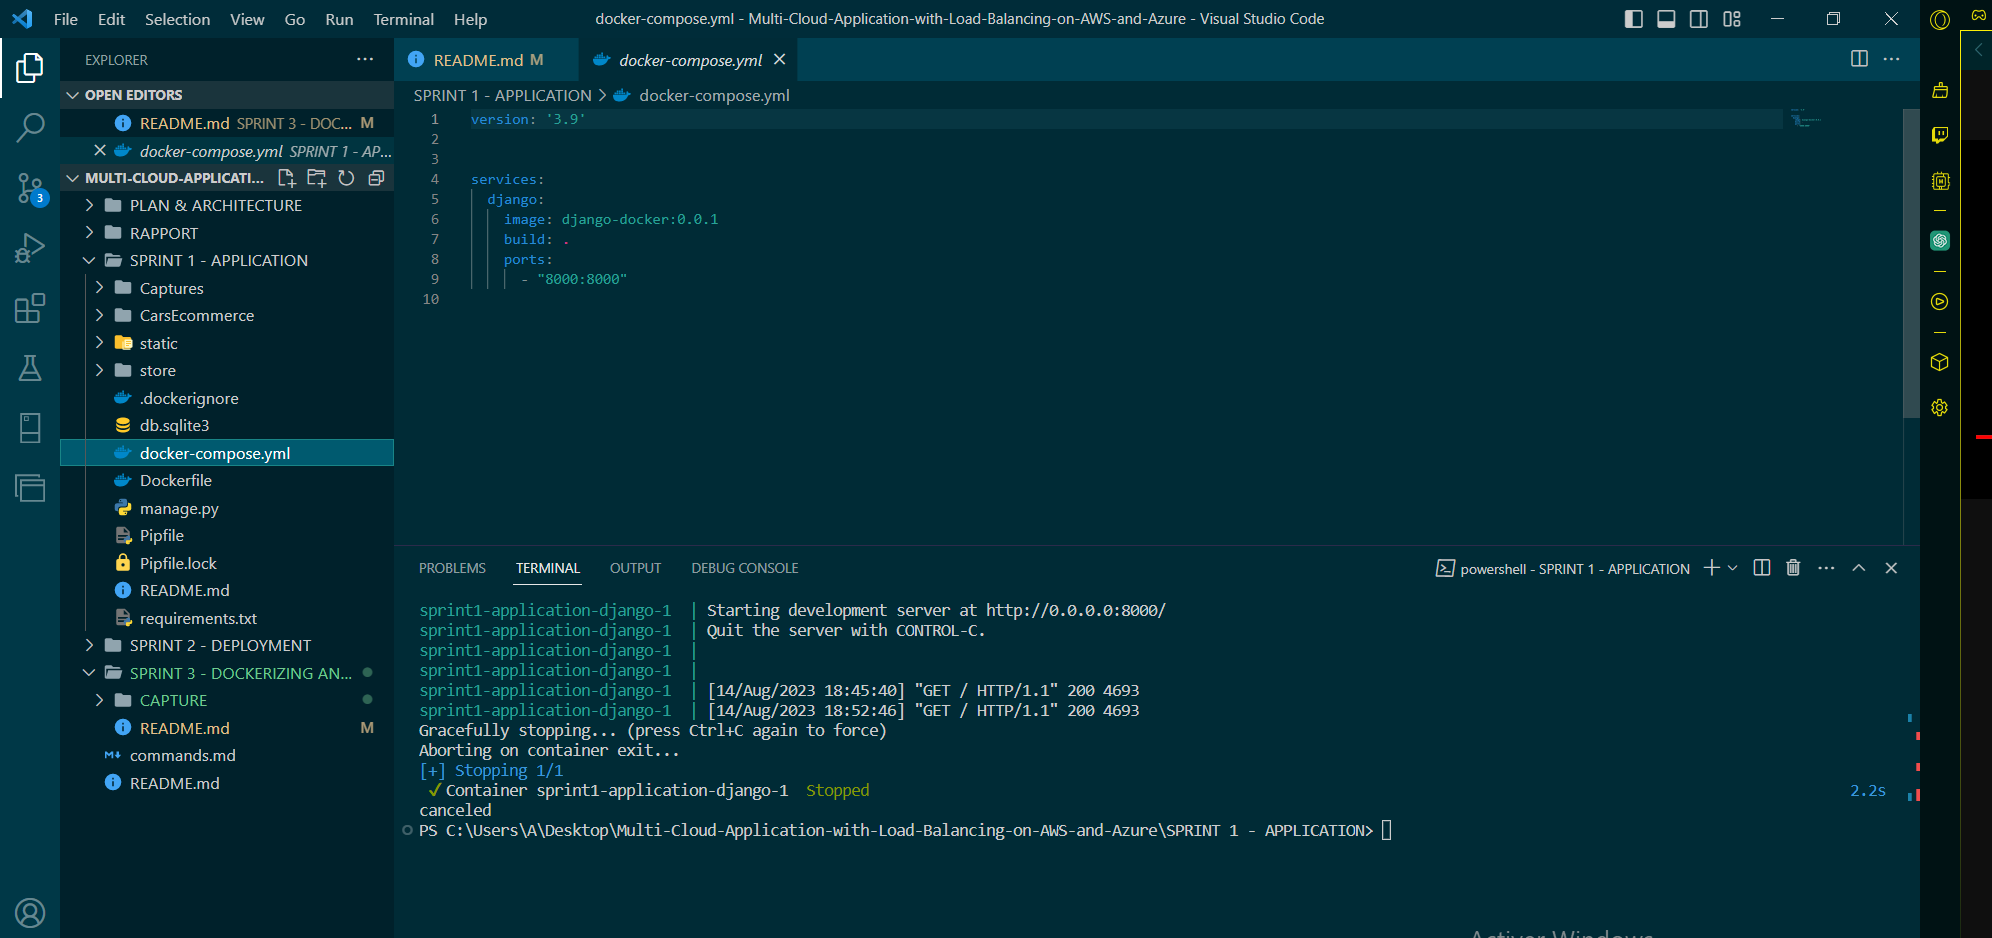 File Edit Selection View Go Run Terminal Help
docker-compose.yml - Multi-Cloud-Application-with-Load-Balancing-on-AWS-and-Azure - Visual Studio Code
EXPLORER
OPEN EDITORS
README.md SPRINT 3 - DOC... M
docker-compose.yml SPRINT 1 - AP...
MULTI-CLOUD-APPLICATI...
PLAN & ARCHITECTURE
RAPPORT
SPRINT 1 - APPLICATION
Captures
CarsEcommerce
static
store
.dockerignore
db.sqlite3
docker-compose.yml
Dockerfile
manage.py
Pipfile
Pipfile.lock
README.md
requirements.txt
SPRINT 2 - DEPLOYMENT
SPRINT 3 - DOCKERIZING AN...
CAPTURE
README.md M
commands.md
README.md
3
README.md M
docker-compose.yml
SPRINT 1 - APPLICATION > docker-compose.yml
1 version: '3.9'
2
3
4 services:
5 django:
6 image: django-docker:0.0.1
7 build: .
8 ports:
9 - "8000:8000"
10
PROBLEMS TERMINAL OUTPUT DEBUG CONSOLE
powershell - SPRINT 1 - APPLICATION
sprint1-application-django-1 | Starting development server at http://0.0.0.0:8000/
sprint1-application-django-1 | Quit the server with CONTROL-C.
sprint1-application-django-1 |
sprint1-application-django-1 |
sprint1-application-django-1 | [14/Aug/2023 18:45:40] "GET / HTTP/1.1" 200 4693
sprint1-application-django-1 | [14/Aug/2023 18:52:46] "GET / HTTP/1.1" 200 4693
Gracefully stopping... (press Ctrl+C again to force)
Aborting on container exit...
[+] Stopping 1/1
✓ Container sprint1-application-django-1 Stopped 2.2s
canceled
PS C:\Users\A\Desktop\Multi-Cloud-Application-with-Load-Balancing-on-AWS-and-Azure\SPRINT 1 - APPLICATION>
Activer Windows